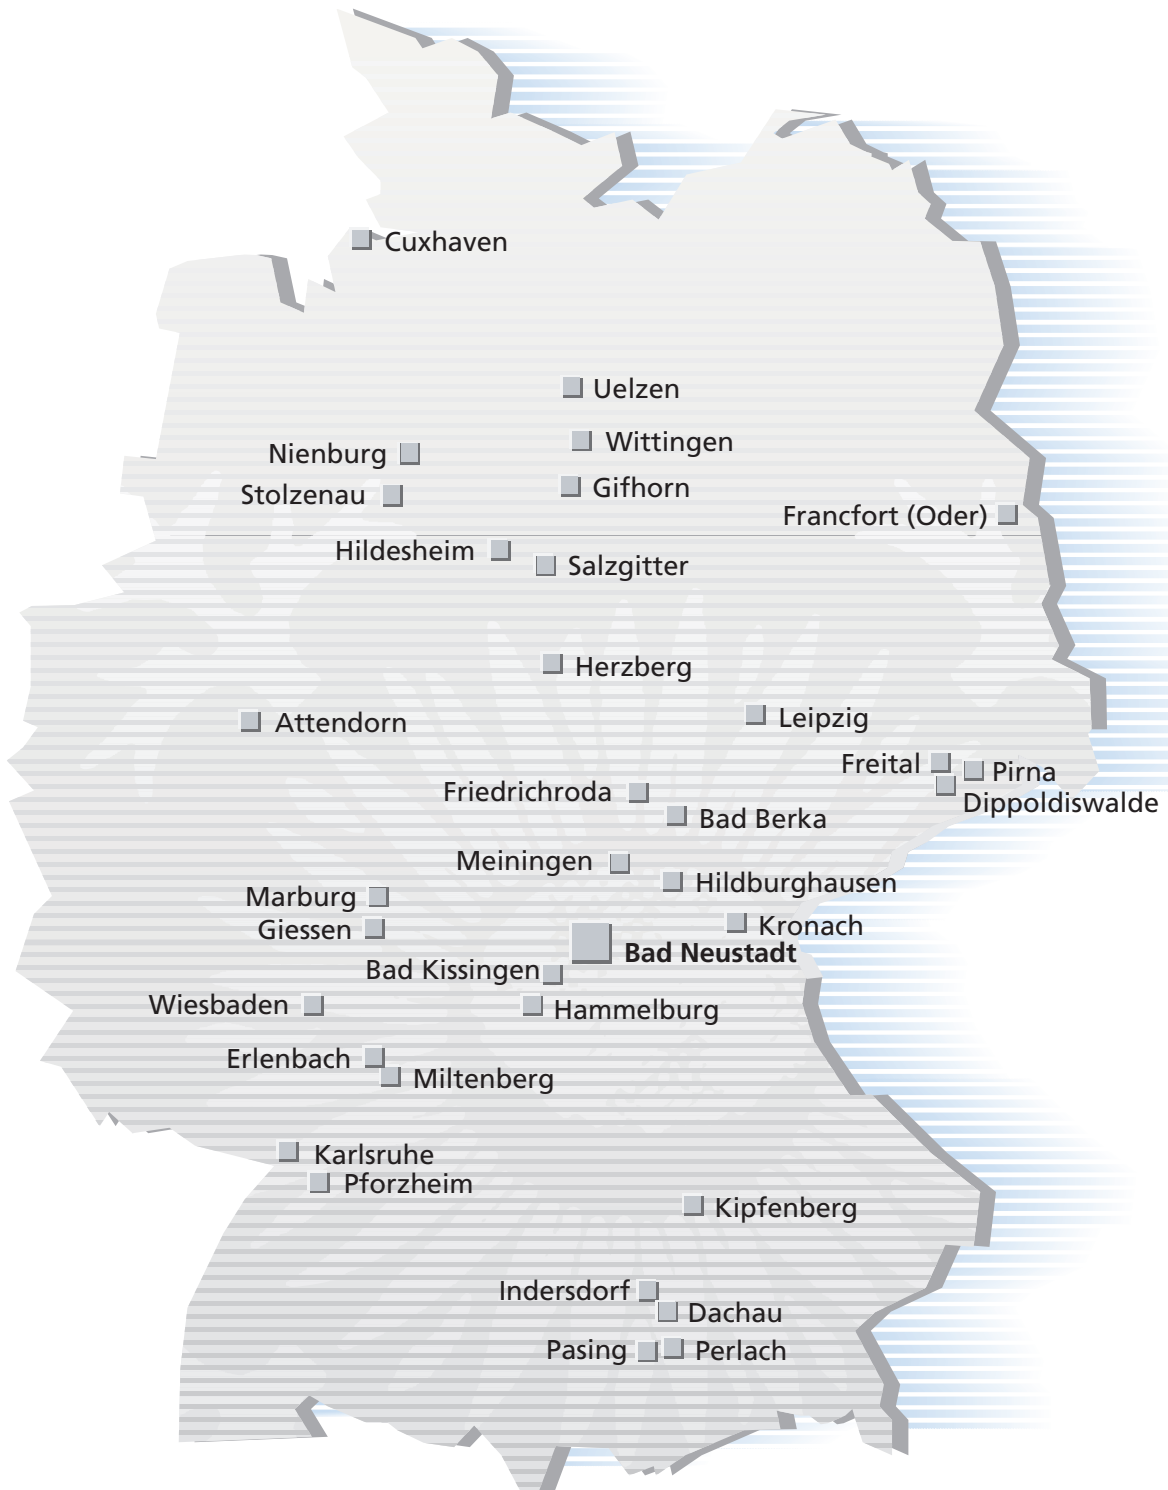 Cuxhaven
Uelzen
Wittingen
Nienburg
Gifhorn
Stolzenau
Francfort (Oder)
Hildesheim
Salzgitter
Herzberg
Leipzig
Attendorn
Freital
Pirna
Friedrichroda
Dippoldiswalde
Bad Berka
Meiningen
Hildburghausen
Marburg
Kronach
Giessen
Bad Neustadt
Bad Kissingen
Wiesbaden
Hammelburg
Erlenbach
Miltenberg
Karlsruhe
Pforzheim
Kipfenberg
Indersdorf
Dachau
Pasing
Perlach